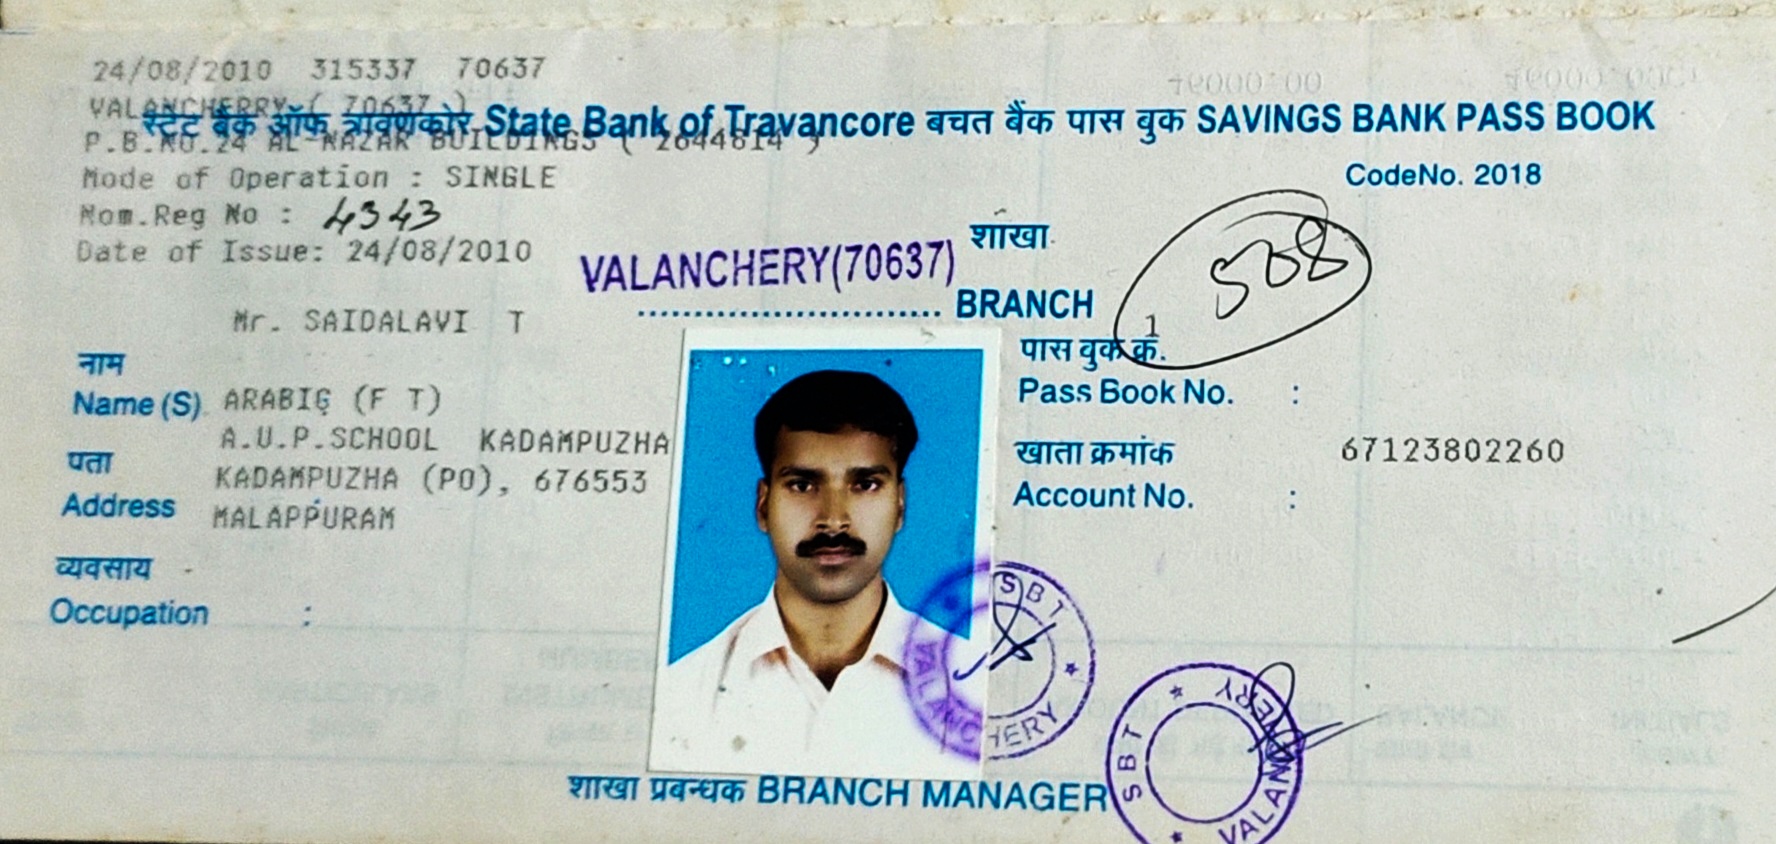 24/08/2010 315337 70637
VALANCHERRY ( 70637 )
स्टेट बैंक ऑफ त्रावणकोर State Bank of Travancore बचत बैंक पास बुक SAVINGS BANK PASS BOOK
P.B.NO.24 AL-NAZAR BUILDINGS ( 2644814 )
CodeNo. 2018
Mode of Operation : SINGLE
Nom.Reg No : 4343
Date of Issue: 24/08/2010
508
शाखा
VALANCHERY(70637)
BRANCH
Mr. SAIDALAVI T
1
पास बुक क्रं.
Pass Book No. :
नाम
Name (S) ARABIC (F T)
A.U.P.SCHOOL KADAMPUZHA
खाता क्रमांक 67123802260
Account No. :
पता
KADAMPUZHA (PO), 676553
Address
MALAPPURAM
व्यवसाय
Occupation :
SBT VALANCHERY
SBT VALANCHERY
शाखा प्रबन्धक BRANCH MANAGER